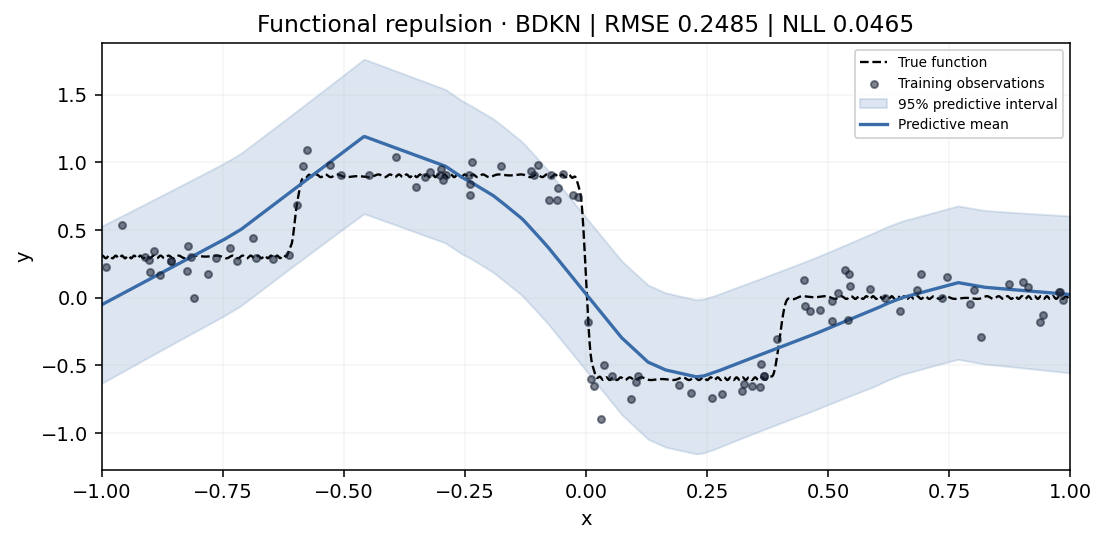 Functional repulsion · BDKN | RMSE 0.2485 | NLL 0.0465
True function
Training observations
95% predictive interval
Predictive mean
y
1.5
1.0
0.5
0.0
−0.5
−1.0
−1.00 −0.75 −0.50 −0.25 0.00 0.25 0.50 0.75 1.00
x